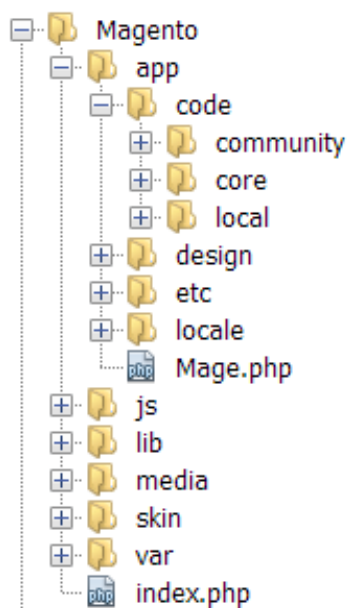 Magento
app
code
community
core
local
design
etc
locale
Mage.php
js
lib
media
skin
var
index.php